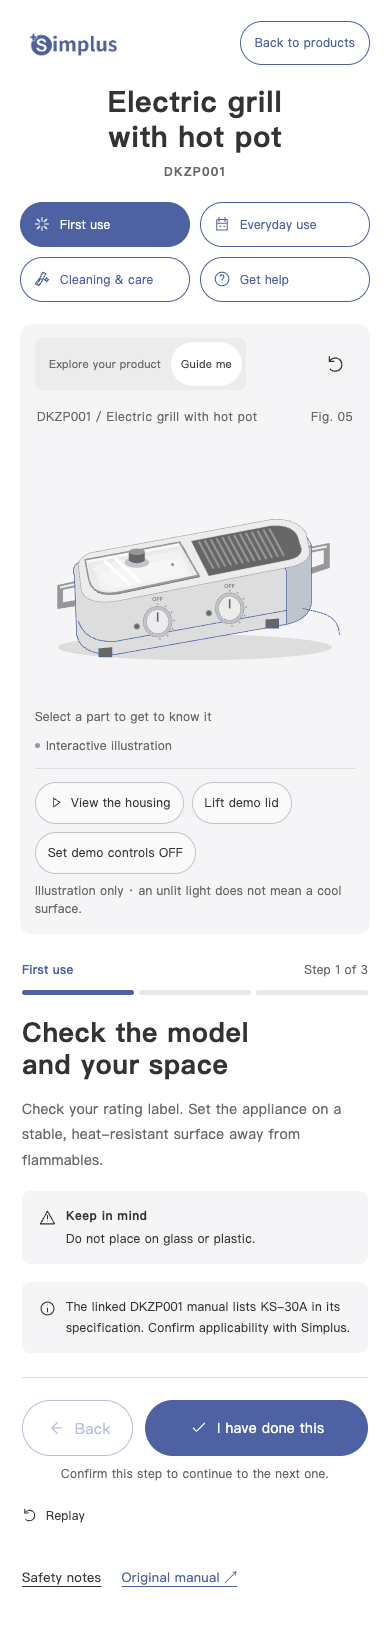 Simplus
Back to products
Electric grill
with hot pot
DKZP001
First use
Everyday use
Cleaning & care
Get help
Explore your product
Guide me
DKZP001 / Electric grill with hot pot
Fig. 05
OFF
OFF
Select a part to get to know it
Interactive illustration
View the housing
Lift demo lid
Set demo controls OFF
Illustration only · an unlit light does not mean a cool
surface.
First use
Step 1 of 3
Check the model
and your space
Check your rating label. Set the appliance on a
stable, heat-resistant surface away from
flammables.
Keep in mind
Do not place on glass or plastic.
The linked DKZP001 manual lists KS-30A in its
specification. Confirm applicability with Simplus.
Back
I have done this
Confirm this step to continue to the next one.
Replay
Safety notes
Original manual ↗